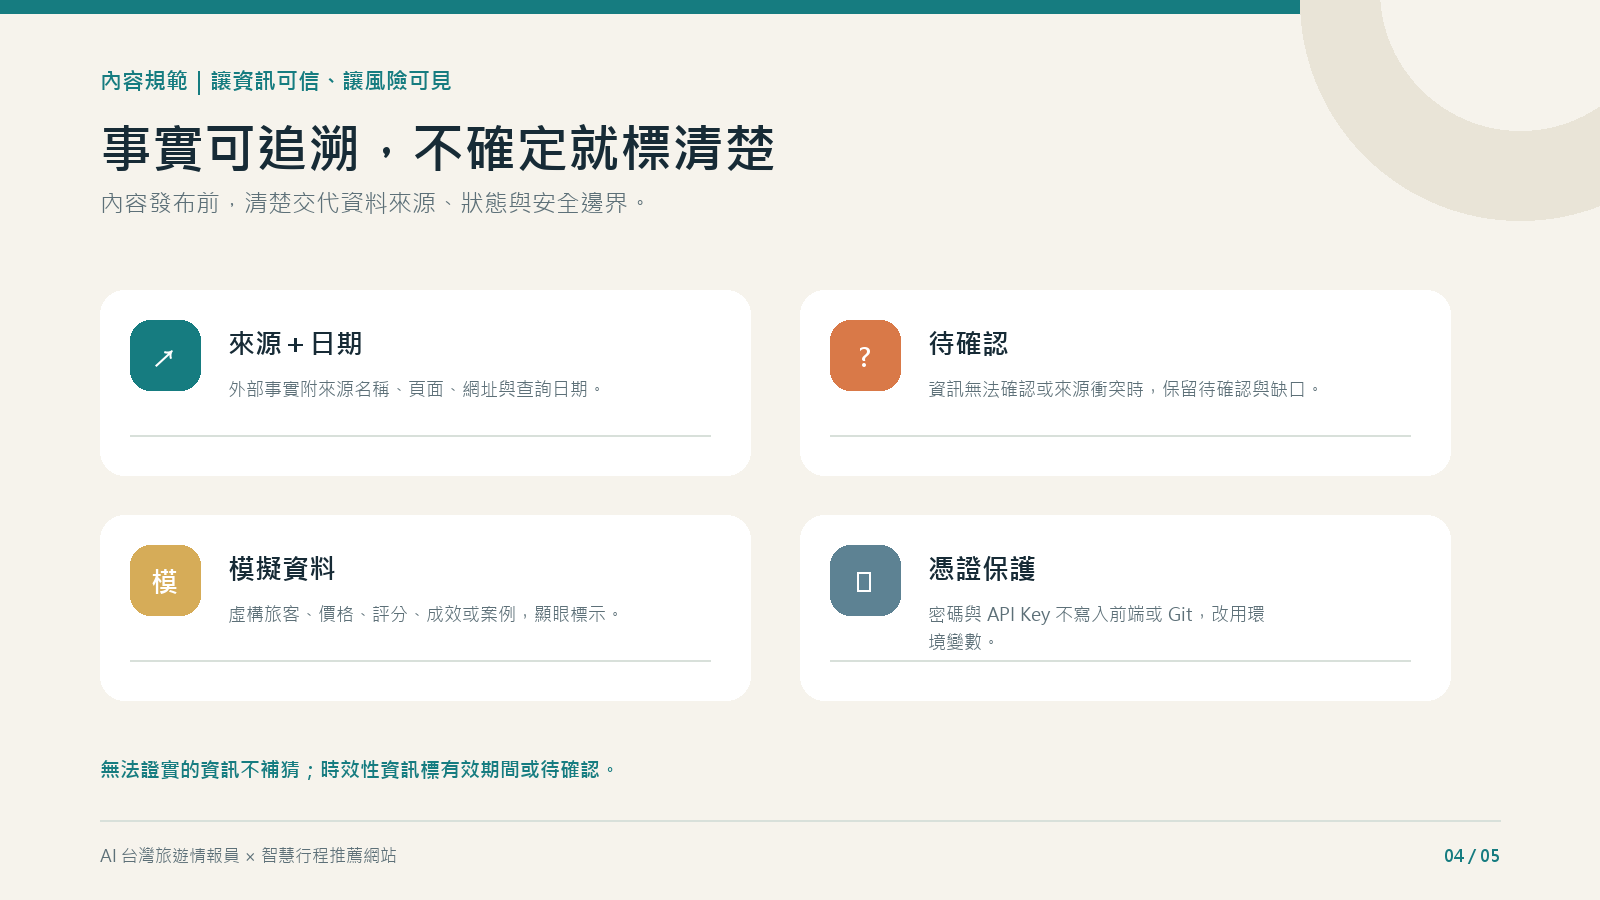 內容規範｜讓資訊可信、讓風險可見
事實可追溯，不確定就標清楚
內容發布前，清楚交代資料來源、狀態與安全邊界。
↗
來源＋日期
外部事實附來源名稱、頁面、網址與查詢日期。
?
待確認
資訊無法確認或來源衝突時，保留待確認與缺口。
模
模擬資料
虛構旅客、價格、評分、成效或案例，顯眼標示。
憑證保護
密碼與 API Key 不寫入前端或 Git，改用環
境變數。
無法證實的資訊不補猜；時效性資訊標有效期間或待確認。
AI 台灣旅遊情報員 × 智慧行程推薦網站
04 / 05